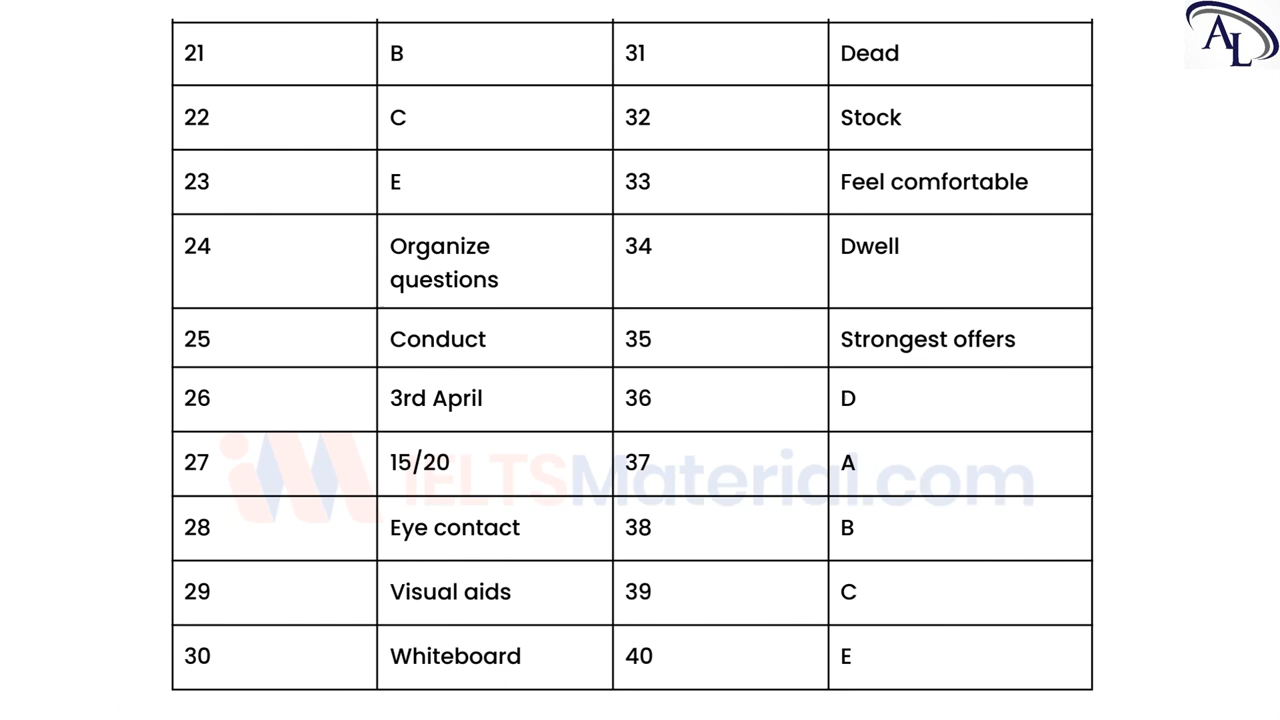 AL
21 B 31 Dead
22 C 32 Stock
23 E 33 Feel comfortable
24 Organize questions 34 Dwell
25 Conduct 35 Strongest offers
26 3rd April 36 D
27 15/20 37 A
IELTSMaterial.com
28 Eye contact 38 B
29 Visual aids 39 C
30 Whiteboard 40 E